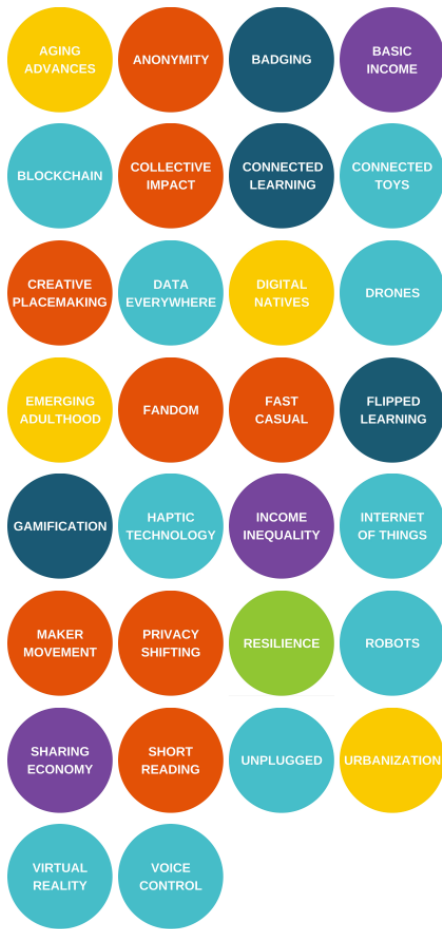 AGING
ADVANCES
ANONYMITY
BADGING
BASIC
INCOME
BLOCKCHAIN
COLLECTIVE
IMPACT
CONNECTED
LEARNING
CONNECTED
TOYS
CREATIVE
PLACEMAKING
DATA
EVERYWHERE
DIGITAL
NATIVES
DRONES
EMERGING
ADULTHOOD
FANDOM
FAST
CASUAL
FLIPPED
LEARNING
GAMIFICATION
HAPTIC
TECHNOLOGY
INCOME
INEQUALITY
INTERNET
OF THINGS
MAKER
MOVEMENT
PRIVACY
SHIFTING
RESILIENCE
ROBOTS
SHARING
ECONOMY
SHORT
READING
UNPLUGGED
URBANIZATION
VIRTUAL
REALITY
VOICE
CONTROL